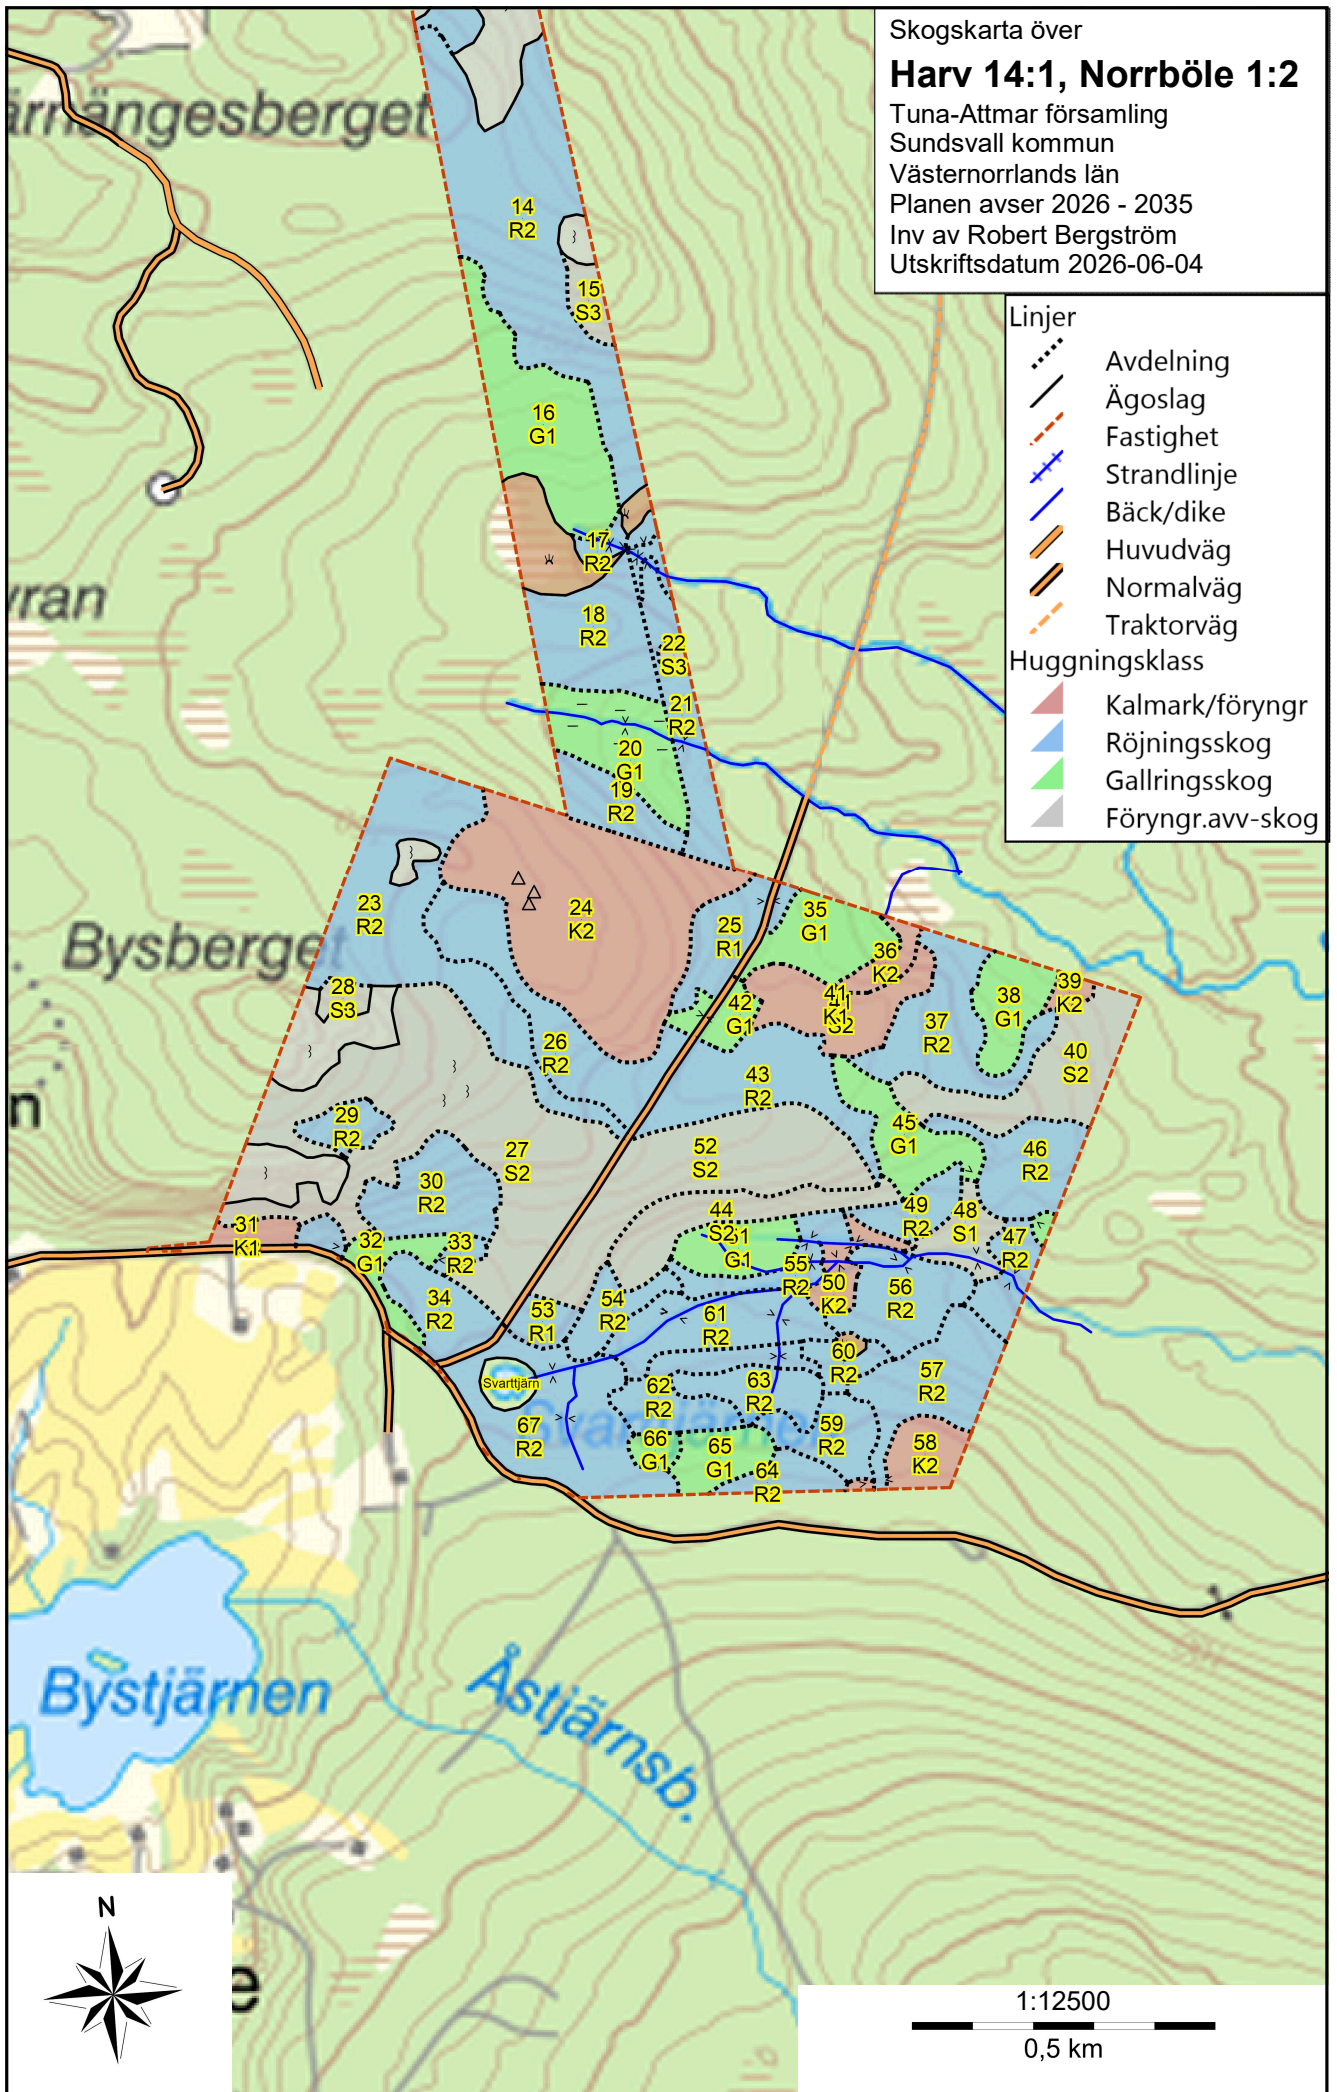 Skogskarta över
Harv 14:1, Norrböle 1:2
Tuna-Attmar församling
Sundsvall kommun
Västernorrlands län
Planen avser 2026 - 2035
Inv av Robert Bergström
Utskriftsdatum 2026-06-04
Linjer
Avdelning
Ägoslag
Fastighet
Strandlinje
Bäck/dike
Huvudväg
Normalväg
Traktorväg
Huggningsklass
Kalmark/föryngr
Röjningsskog
Gallringsskog
Föryngr.avv-skog
ärnängesberget
14
R2
15
S3
16
G1
17
R2
vran
18
R2
22
S3
21
R2
20
G1
19
R2
23
R2
24
K2
25
R1
35
G1
36
K2
Bysberget
28
S3
42
G1
41
K1
S2
37
R2
38
G1
39
K2
40
S2
26
R2
43
R2
n
29
R2
27
S2
52
S2
45
G1
46
R2
30
R2
49
R2
48
S1
47
R2
31
K1
32
G1
33
R2
44
S2
G1
55
R2
50
K2
56
R2
34
R2
53
R1
54
R2
61
R2
60
R2
57
R2
Svarttjärn
62
R2
63
R2
59
R2
67
R2
66
G1
65
G1
64
R2
58
K2
Bystjärnen
Åstjärnsb.
N
e
1:12500
0,5 km